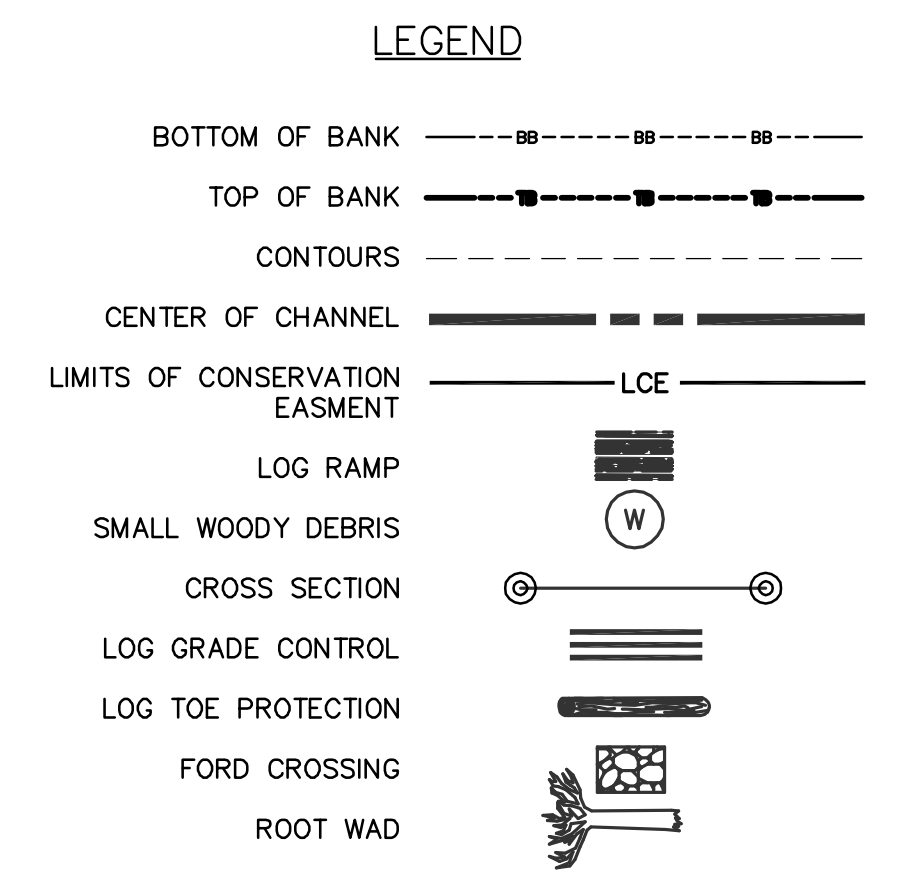 LEGEND
BOTTOM OF BANK BB BB BB
TOP OF BANK TB TB TB
CONTOURS
CENTER OF CHANNEL
LIMITS OF CONSERVATION LCE
EASMENT
LOG RAMP
SMALL WOODY DEBRIS W
CROSS SECTION
LOG GRADE CONTROL
LOG TOE PROTECTION
FORD CROSSING
ROOT WAD